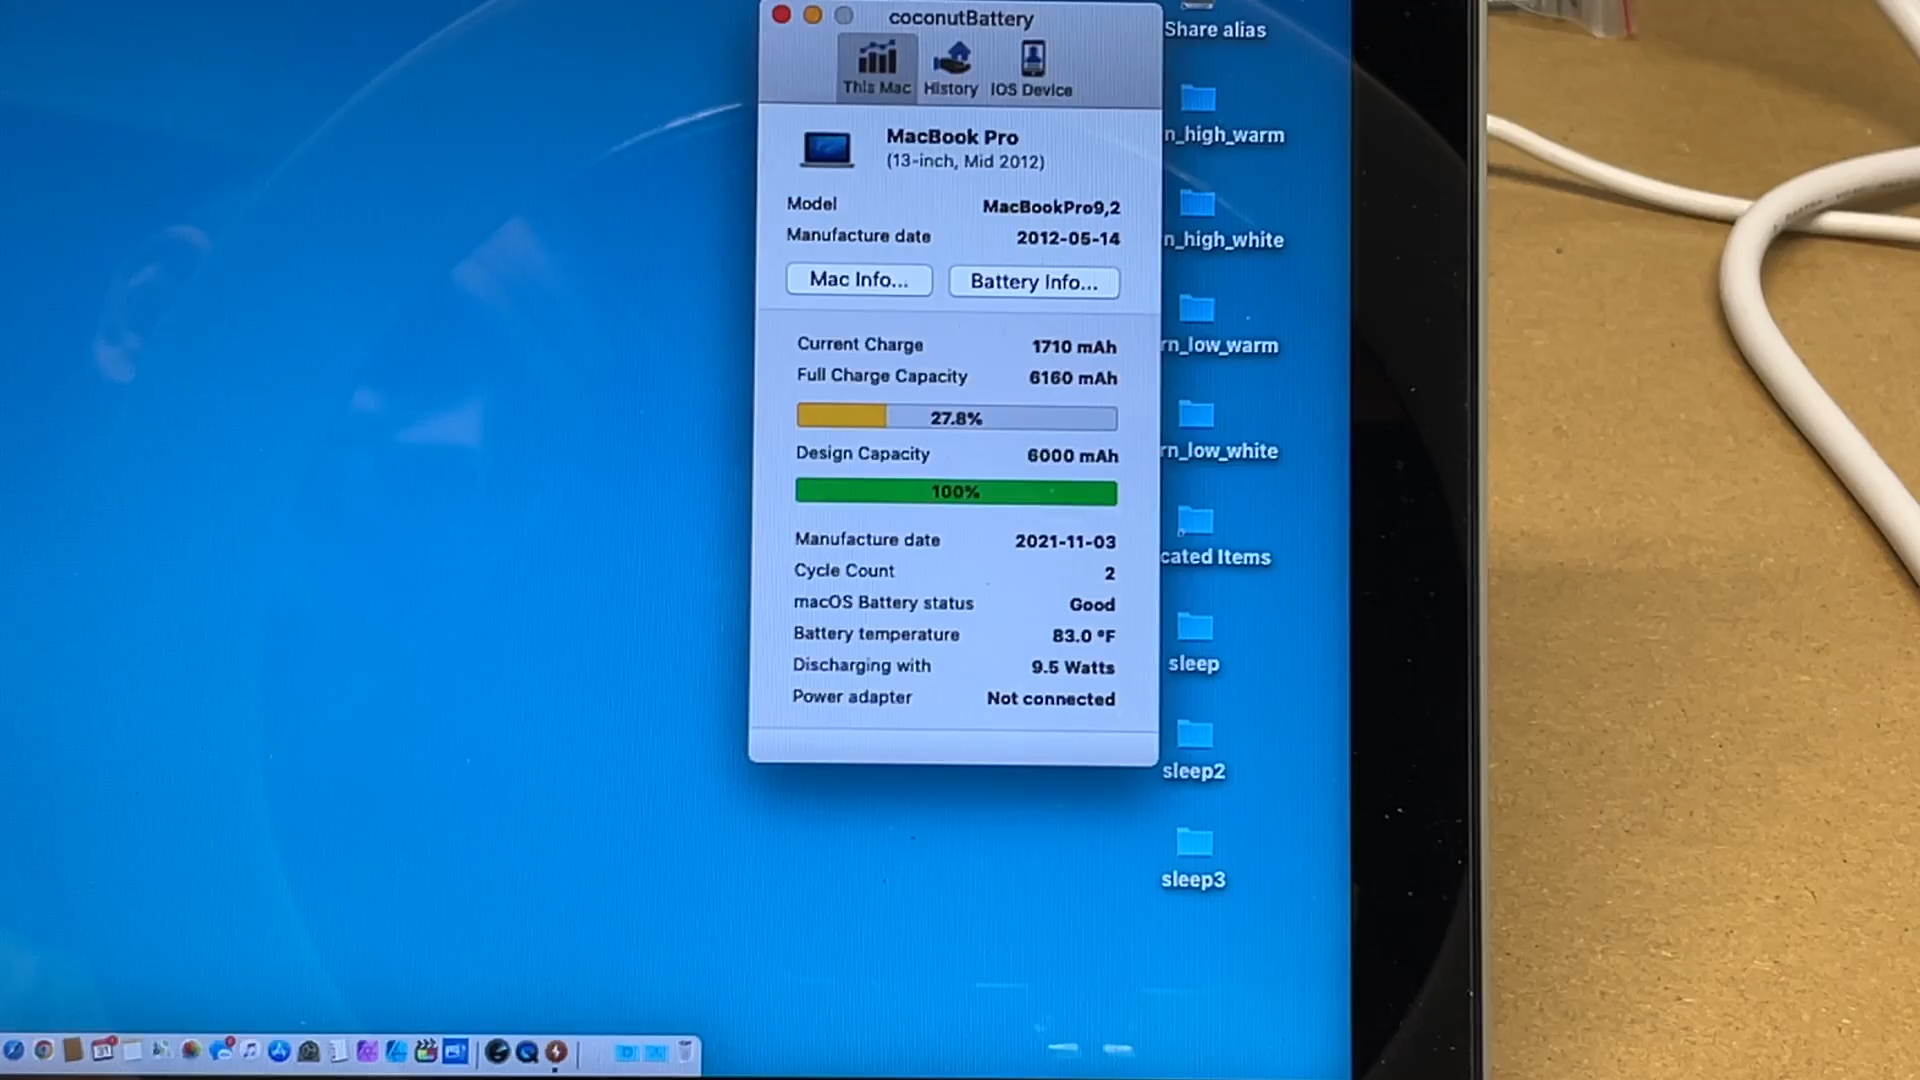 coconutBattery
This Mac
History
iOS Device
MacBook Pro
(13-inch, Mid 2012)
Model
MacBookPro9,2
Manufacture date
2012-05-14
Mac Info...
Battery Info...
Current Charge
1710 mAh
Full Charge Capacity
6160 mAh
27.8%
Design Capacity
6000 mAh
100%
Manufacture date
2021-11-03
Cycle Count
2
macOS Battery status
Good
Battery temperature
83.0 °F
Discharging with
9.5 Watts
Power adapter
Not connected
Share alias
n_high_warm
n_high_white
rn_low_warm
rn_low_white
cated Items
sleep
sleep2
sleep3